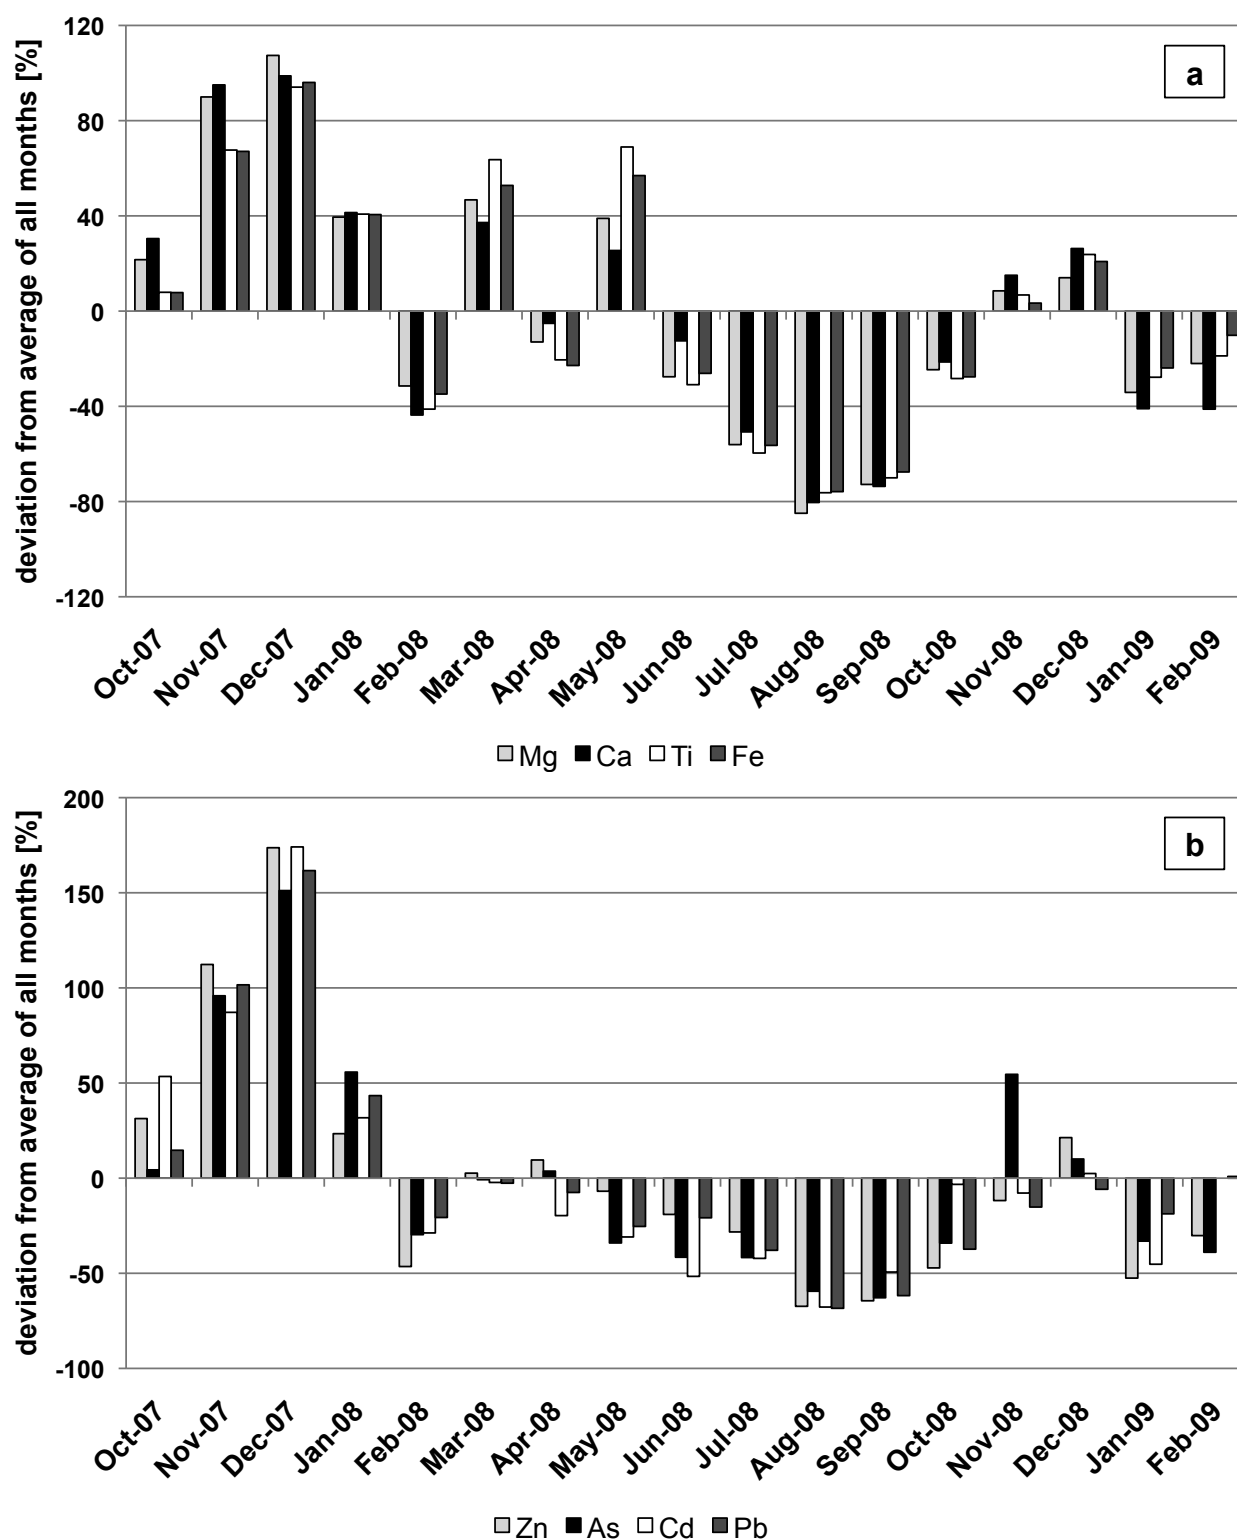 deviation from average of all months [%]
120
80
40
0
-40
-80
-120
a
Oct-07 Nov-07 Dec-07 Jan-08 Feb-08 Mar-08 Apr-08 May-08 Jun-08 Jul-08 Aug-08 Sep-08 Oct-08 Nov-08 Dec-08 Jan-09 Feb-09
Mg Ca Ti Fe
deviation from average of all months [%]
200
150
100
50
0
-50
-100
b
Oct-07 Nov-07 Dec-07 Jan-08 Feb-08 Mar-08 Apr-08 May-08 Jun-08 Jul-08 Aug-08 Sep-08 Oct-08 Nov-08 Dec-08 Jan-09 Feb-09
Zn As Cd Pb